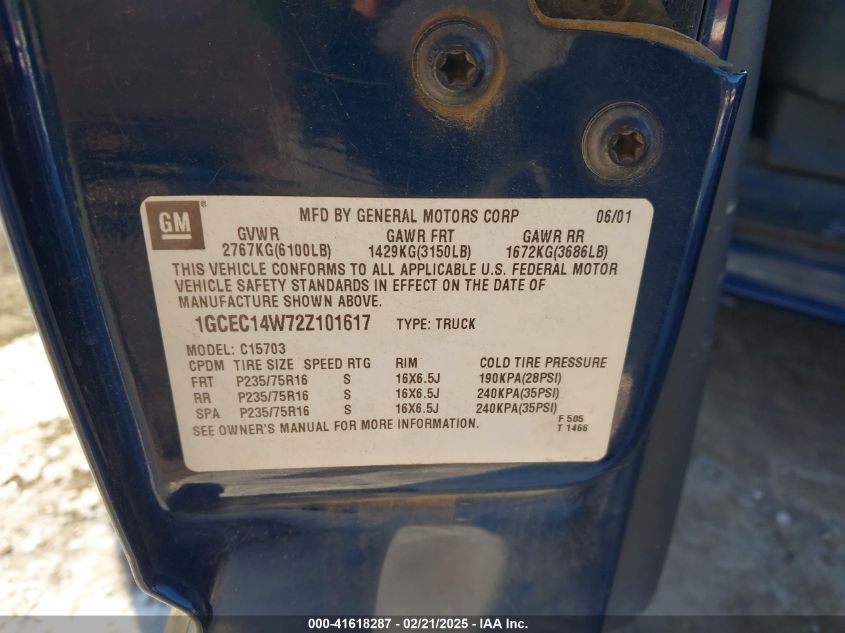 GM
MFD BY GENERAL MOTORS CORP 06/01
GVWR GAWR FRT GAWR RR
2767KG(6100LB) 1429KG(3150LB) 1672KG(3686LB)
THIS VEHICLE CONFORMS TO ALL APPLICABLE U.S. FEDERAL MOTOR
VEHICLE SAFETY STANDARDS IN EFFECT ON THE DATE OF
MANUFACTURE SHOWN ABOVE.
1GCEC14W72Z101617 TYPE: TRUCK
MODEL: C15703
CPDM TIRE SIZE SPEED RTG RIM COLD TIRE PRESSURE
FRT P235/75R16 S 16X6.5J 190KPA(28PSI)
RR P235/75R16 S 16X6.5J 240KPA(35PSI)
SPA P235/75R16 S 16X6.5J 240KPA(35PSI)
SEE OWNER'S MANUAL FOR MORE INFORMATION.
F 505
T 1466
000-41618287 - 02/21/2025 - IAA Inc.